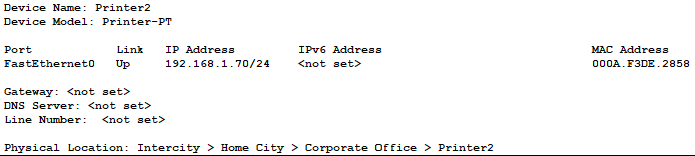 Device Name: Printer2
Device Model: Printer-PT
Port Link IP Address IPv6 Address MAC Address
FastEthernet0 Up 192.168.1.70/24 <not set> 000A.F3DE.2858
Gateway: <not set>
DNS Server: <not set>
Line Number: <not set>
Physical Location: Intercity > Home City > Corporate Office > Printer2